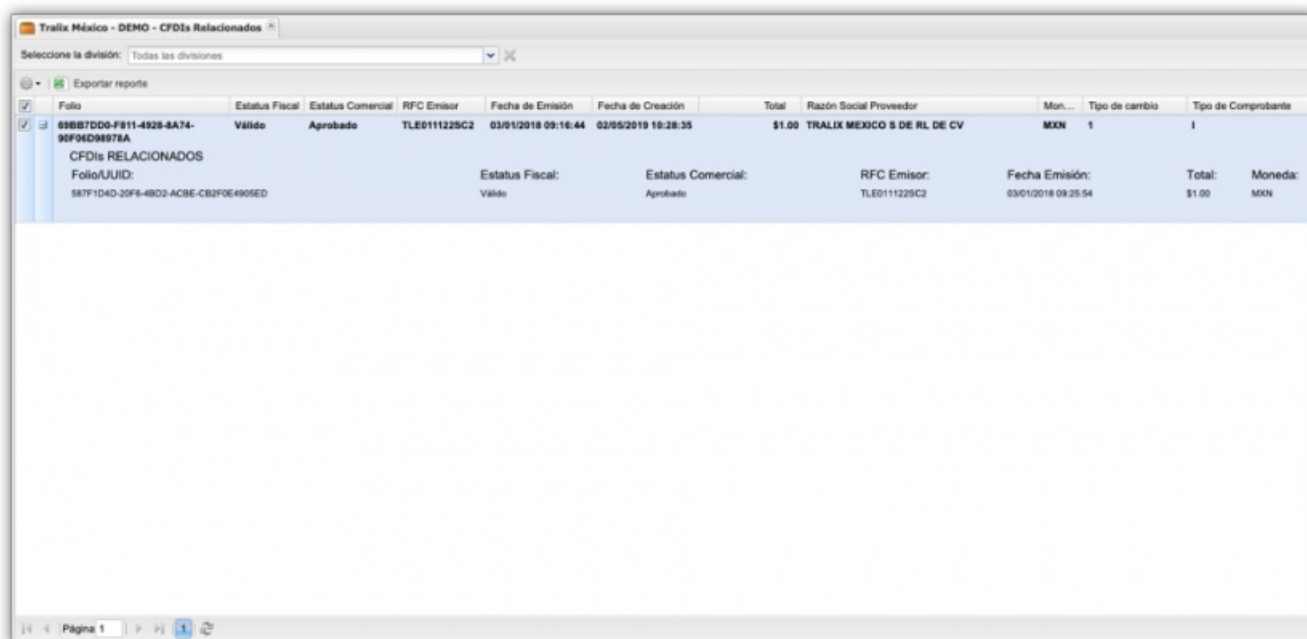 Tralix México - DEMO - CFDIs Relacionados
Seleccione la división: Todas las divisiones
Exportar reporte
Folio Estatus Fiscal Estatus Comercial RFC Emisor Fecha de Emisión Fecha de Creación Total Razón Social Proveedor Mon... Tipo de cambio Tipo de Comprobante
69BB7DD0-F811-4928-8A74- Válido Aprobado TLE011122SC2 03/01/2018 09:16:44 02/05/2019 10:28:35 $1.00 TRALIX MEXICO S DE RL DE CV MXN 1 I
90F06D98978A
CFDIs RELACIONADOS
Folio/UUID: Estatus Fiscal: Estatus Comercial: RFC Emisor: Fecha Emisión: Total: Moneda:
587F1D4D-20F6-4BD2-ACBE-CB2F0E4905ED Válido Aprobado TLE011122SC2 03/01/2018 09:25:54 $1.00 MXN
Página 1 1